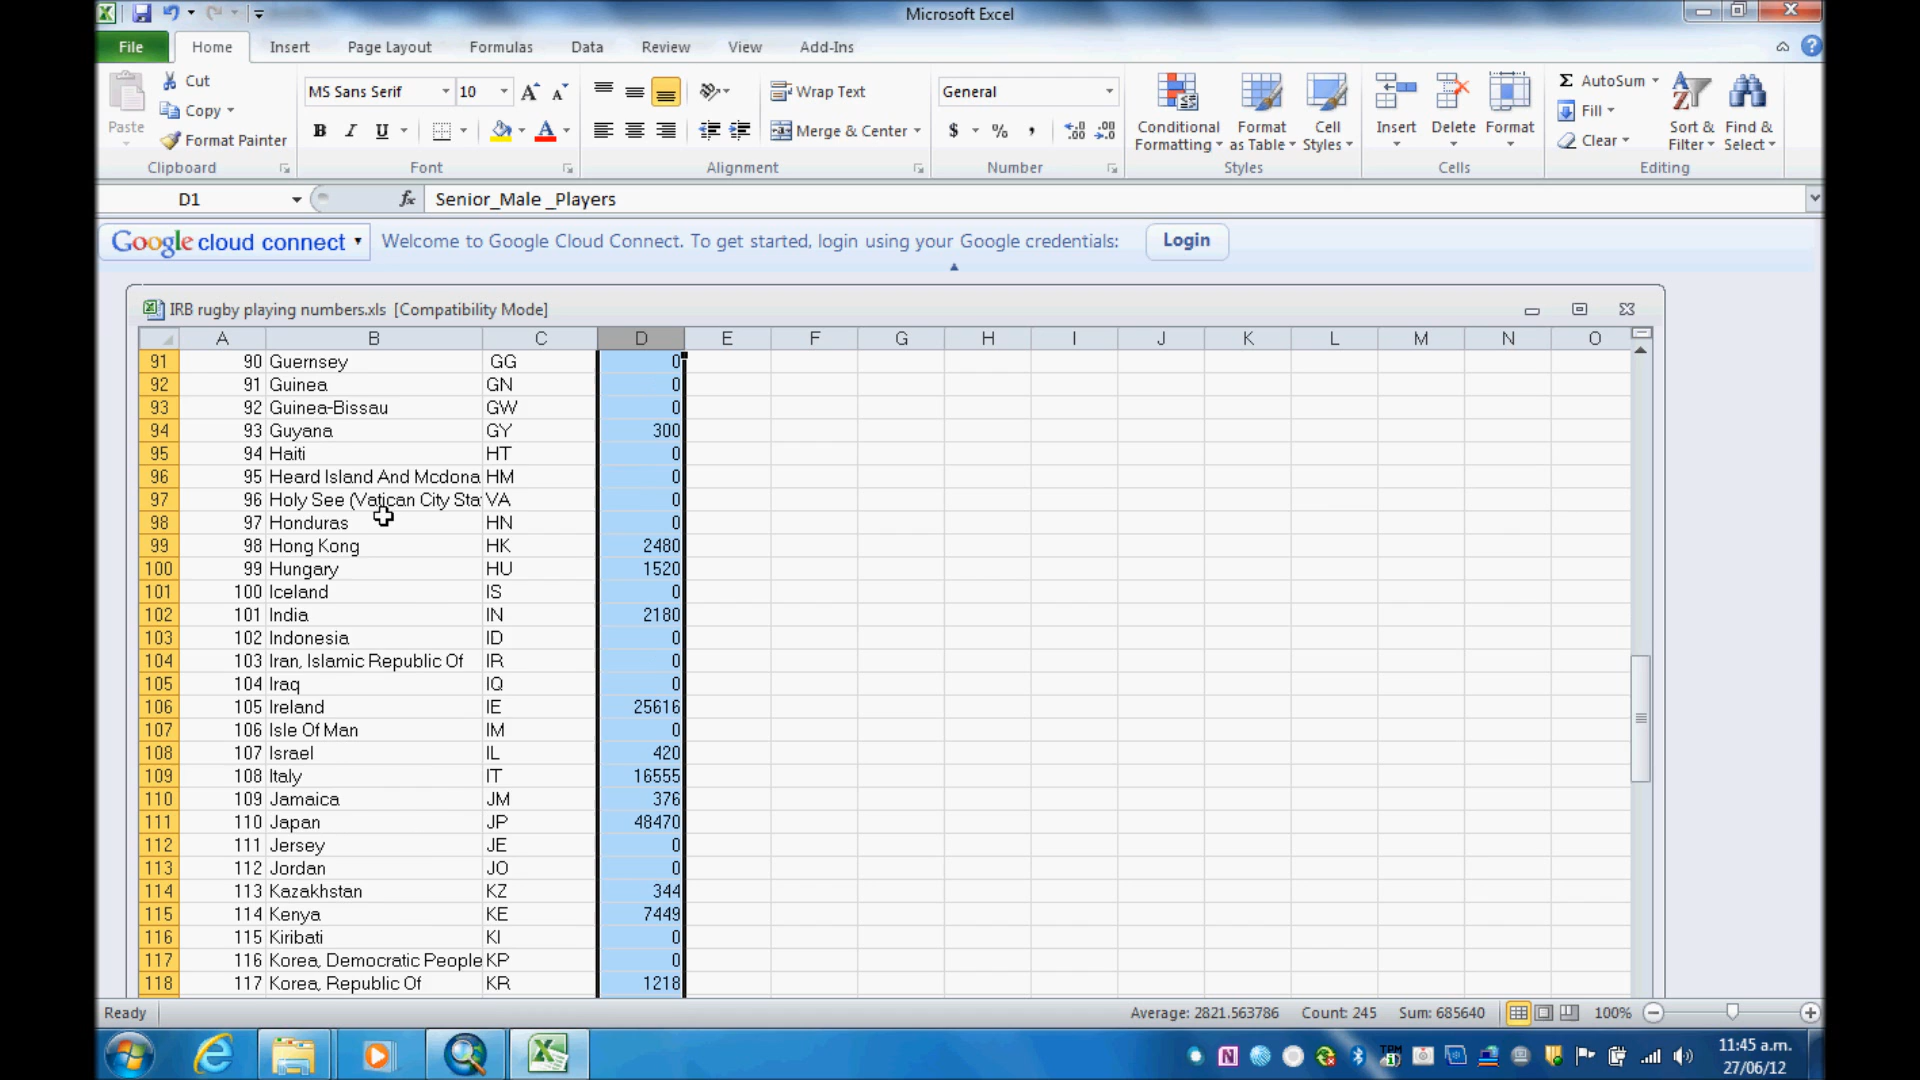 Microsoft Excel
File Home Insert Page Layout Formulas Data Review View Add-Ins
Paste
Cut
Copy
Format Painter
Clipboard
MS Sans Serif 10
B I U
Font
Wrap Text
Merge & Center
Alignment
General
$ % ,
Number
Conditional Formatting
Format as Table
Cell Styles
Styles
Insert Delete Format
Cells
Σ AutoSum
Fill
Clear
Sort & Filter
Find & Select
Editing
D1 fx Senior_Male _Players
Google cloud connect Welcome to Google Cloud Connect. To get started, login using your Google credentials: Login
IRB rugby playing numbers.xls [Compatibility Mode]
A B C D E F G H I J K L M N O
91 90 Guernsey GG 0
92 91 Guinea GN 0
93 92 Guinea-Bissau GW 0
94 93 Guyana GY 300
95 94 Haiti HT 0
96 95 Heard Island And Mcdona HM 0
97 96 Holy See (Vatican City Sta VA 0
98 97 Honduras HN 0
99 98 Hong Kong HK 2480
100 99 Hungary HU 1520
101 100 Iceland IS 0
102 101 India IN 2180
103 102 Indonesia ID 0
104 103 Iran, Islamic Republic Of IR 0
105 104 Iraq IQ 0
106 105 Ireland IE 25616
107 106 Isle Of Man IM 0
108 107 Israel IL 420
109 108 Italy IT 16555
110 109 Jamaica JM 376
111 110 Japan JP 48470
112 111 Jersey JE 0
113 112 Jordan JO 0
114 113 Kazakhstan KZ 344
115 114 Kenya KE 7449
116 115 Kiribati KI 0
117 116 Korea, Democratic People KP 0
118 117 Korea, Republic Of KR 1218
Ready Average: 2821.563786 Count: 245 Sum: 685640 100%
11:45 a.m.
27/06/12